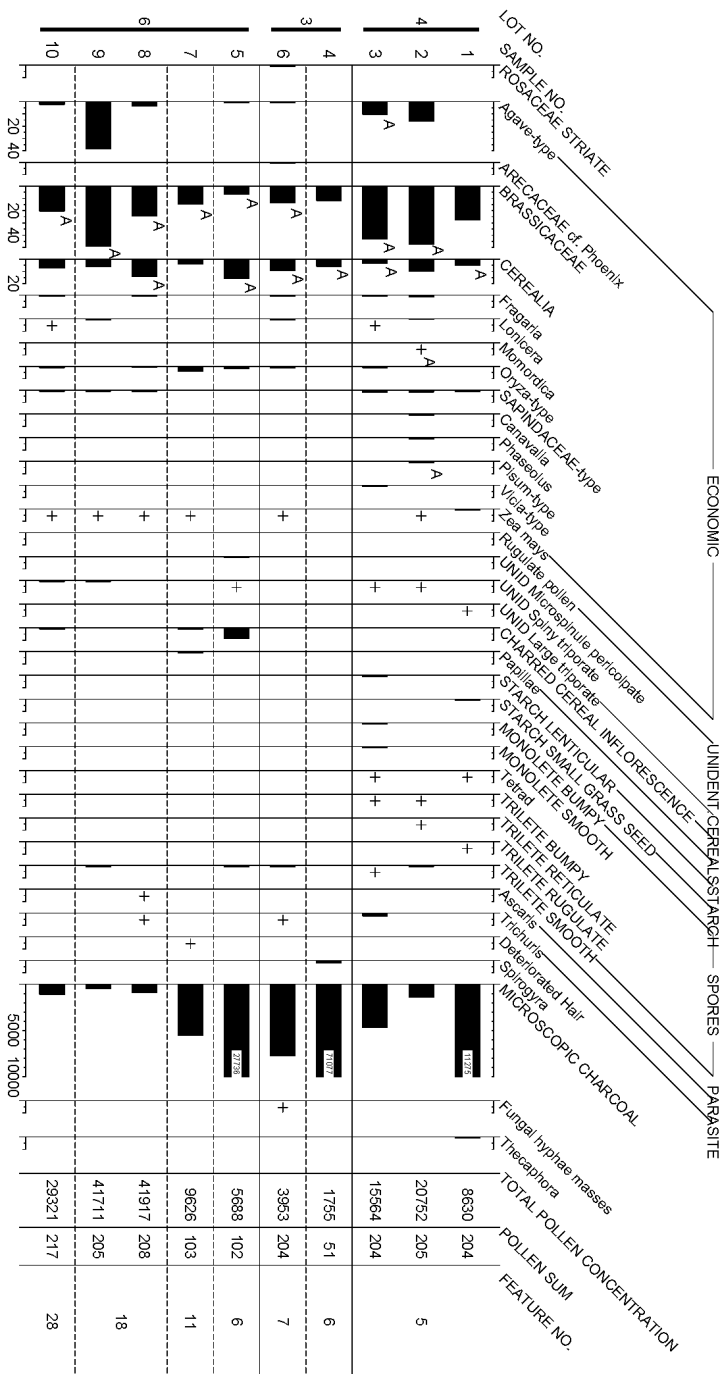 ECONOMIC
UNIDENT.
CEREALS
STARCH
SPORES
PARASITE
LOT NO.
SAMPLE NO.
ROSACEAE STRIATE
Agave-type
ARECACEAE cf. Phoenix
BRASSICACEAE
CEREALIA
Fragaria
Lonicera
Momordica
Oryza-type
SAPINDACEAE-type
Canavalia
Phaseolus
Pisum-type
Vicia-type
Zea mays
Rugulate pollen
UNID Microspinule pericolpate
UNID Spiny triporate
UNID Large triporate
CHARRED CEREAL INFLORESCENCE
Papillae
STARCH LENTICULAR
STARCH SMALL GRASS SEED
MONOLETE BUMPY
MONOLETE SMOOTH
Tetrad
TRILETE BUMPY
TRILETE RETICULATE
TRILETE RUGULATE
TRILETE SMOOTH
Ascaris
Trichuris
Deteriorated Hair
Spirogyra
MICROSCOPIC CHARCOAL
Fungal hyphae masses
Thecaphora
TOTAL POLLEN CONCENTRATION
POLLEN SUM
FEATURE NO.
1 A + + + 11275 8630 204
4 2 A A + A A + + + + 20752 205 5
3 A A A + + + + + 15564 204
4 A 71077 1755 51 6
3
6 A A + + + 3953 204 7
5 A A + 27736 5688 102 6
7 A + + 9626 103 11
6 8 A A + + + 41917 208
18
9 A + 41711 205
10 A + + 29321 217 28
20 40 20 40 20 5000 10000